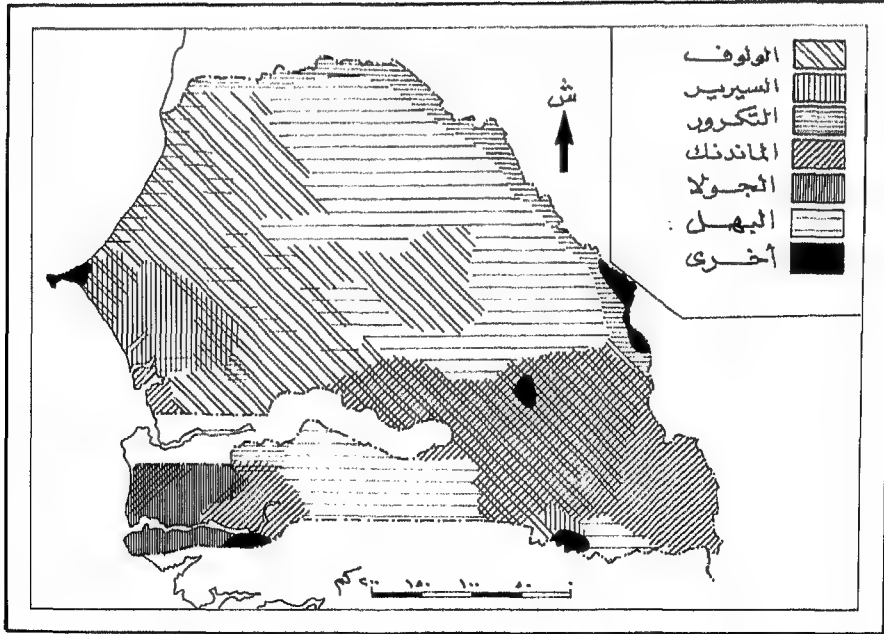 الولوف
السيرير
التكرور
الماندنك
الجولا
البهل :
أخرى
ش
٢٠٠ كم ١٥٠ ١٠٠ ٥٠ ٠